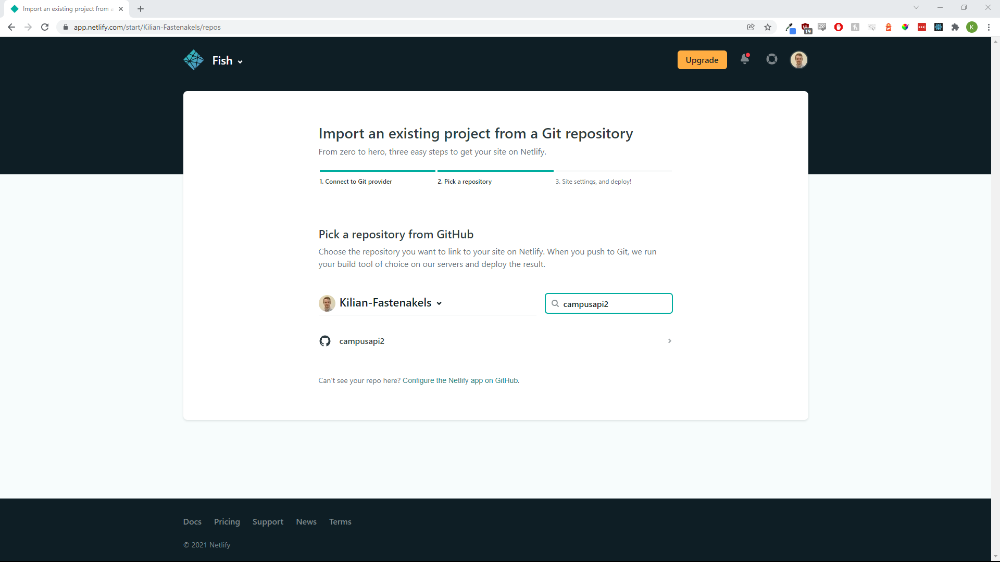 Import an existing project from a
app.netlify.com/start/Kilian-Fastenakels/repos
19
K
Fish
Upgrade
Import an existing project from a Git repository
From zero to hero, three easy steps to get your site on Netlify.
1. Connect to Git provider
2. Pick a repository
3. Site settings, and deploy!
Pick a repository from GitHub
Choose the repository you want to link to your site on Netlify. When you push to Git, we run
your build tool of choice on our servers and deploy the result.
Kilian-Fastenakels
campusapi2
campusapi2
Can’t see your repo here? Configure the Netlify app on GitHub.
Docs Pricing Support News Terms
© 2021 Netlify